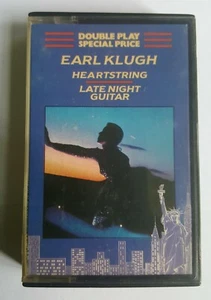 DOUBLE PLAY
SPECIAL PRICE
EARL KLUGH
HEARTSTRING
LATE NIGHT
GUITAR